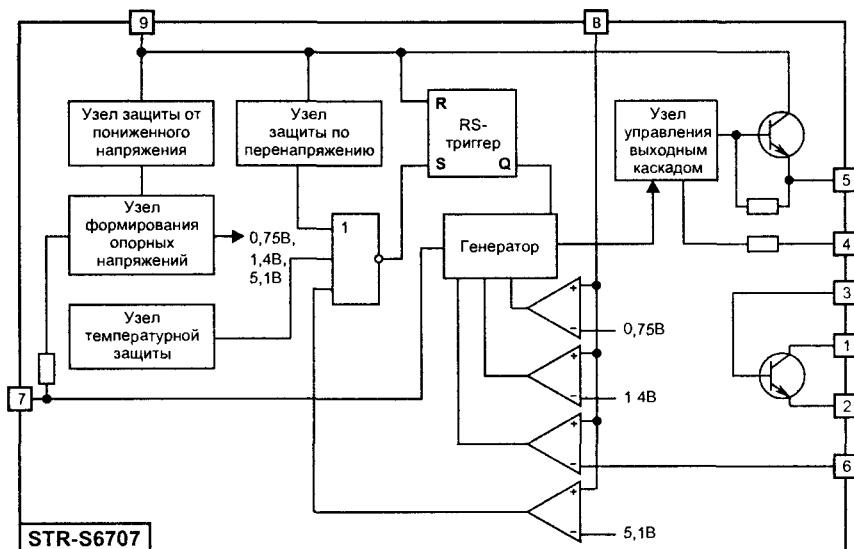 9
В
Узел защиты от
пониженного
напряжения
Узел
защиты по
перенапряжению
R
RS-
триггер
S
Q
Узел
управления
выходным
каскадом
5
Узел
формирования
опорных
напряжений
0,75В,
1,4В,
5,1В
1
Генератор
4
3
Узел
температурной
защиты
+
−
0,75В
1
7
+
−
1 4В
2
+
−
6
+
−
5,1В
STR-S6707